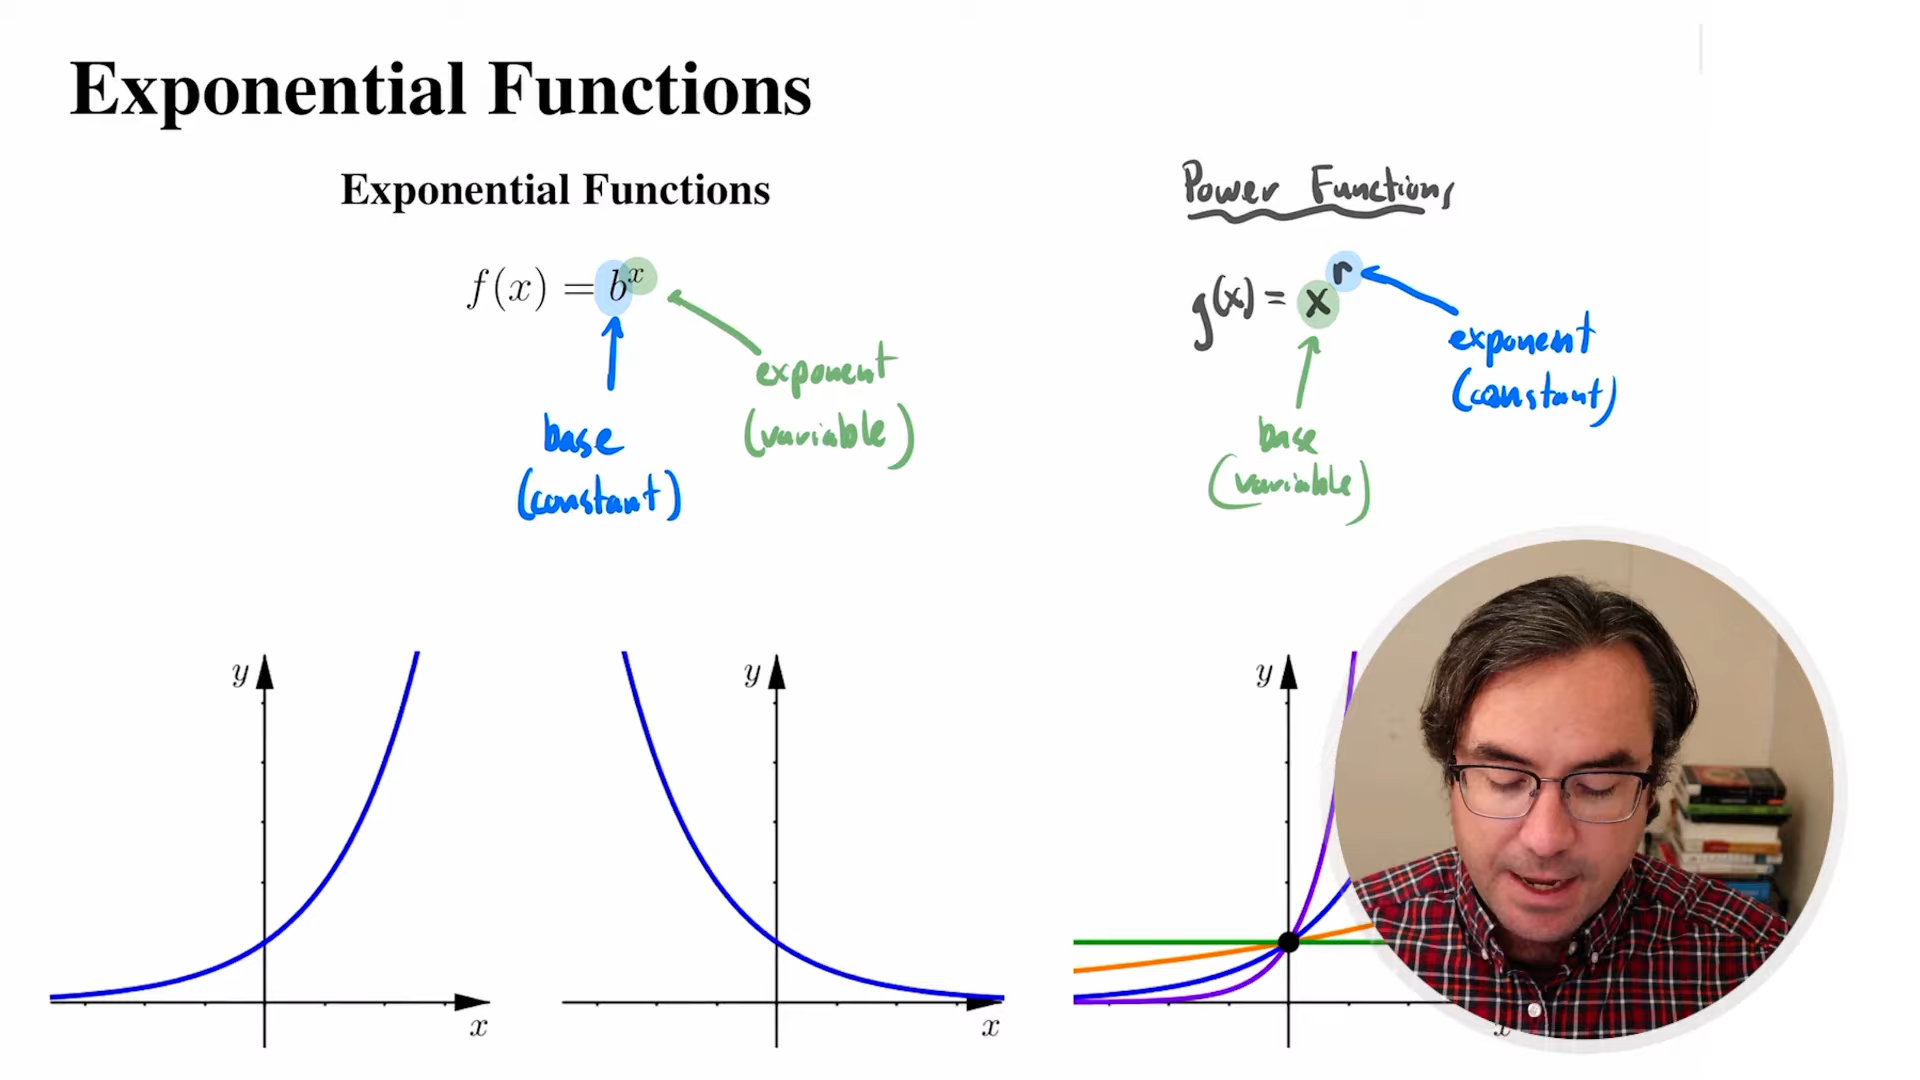 Exponential Functions
Exponential Functions
f(x) = b^x
base
(constant)
exponent
(variable)
Power Functions
g(x) = x^r
exponent
(constant)
base
(variable)
y
x
y
x
y
x